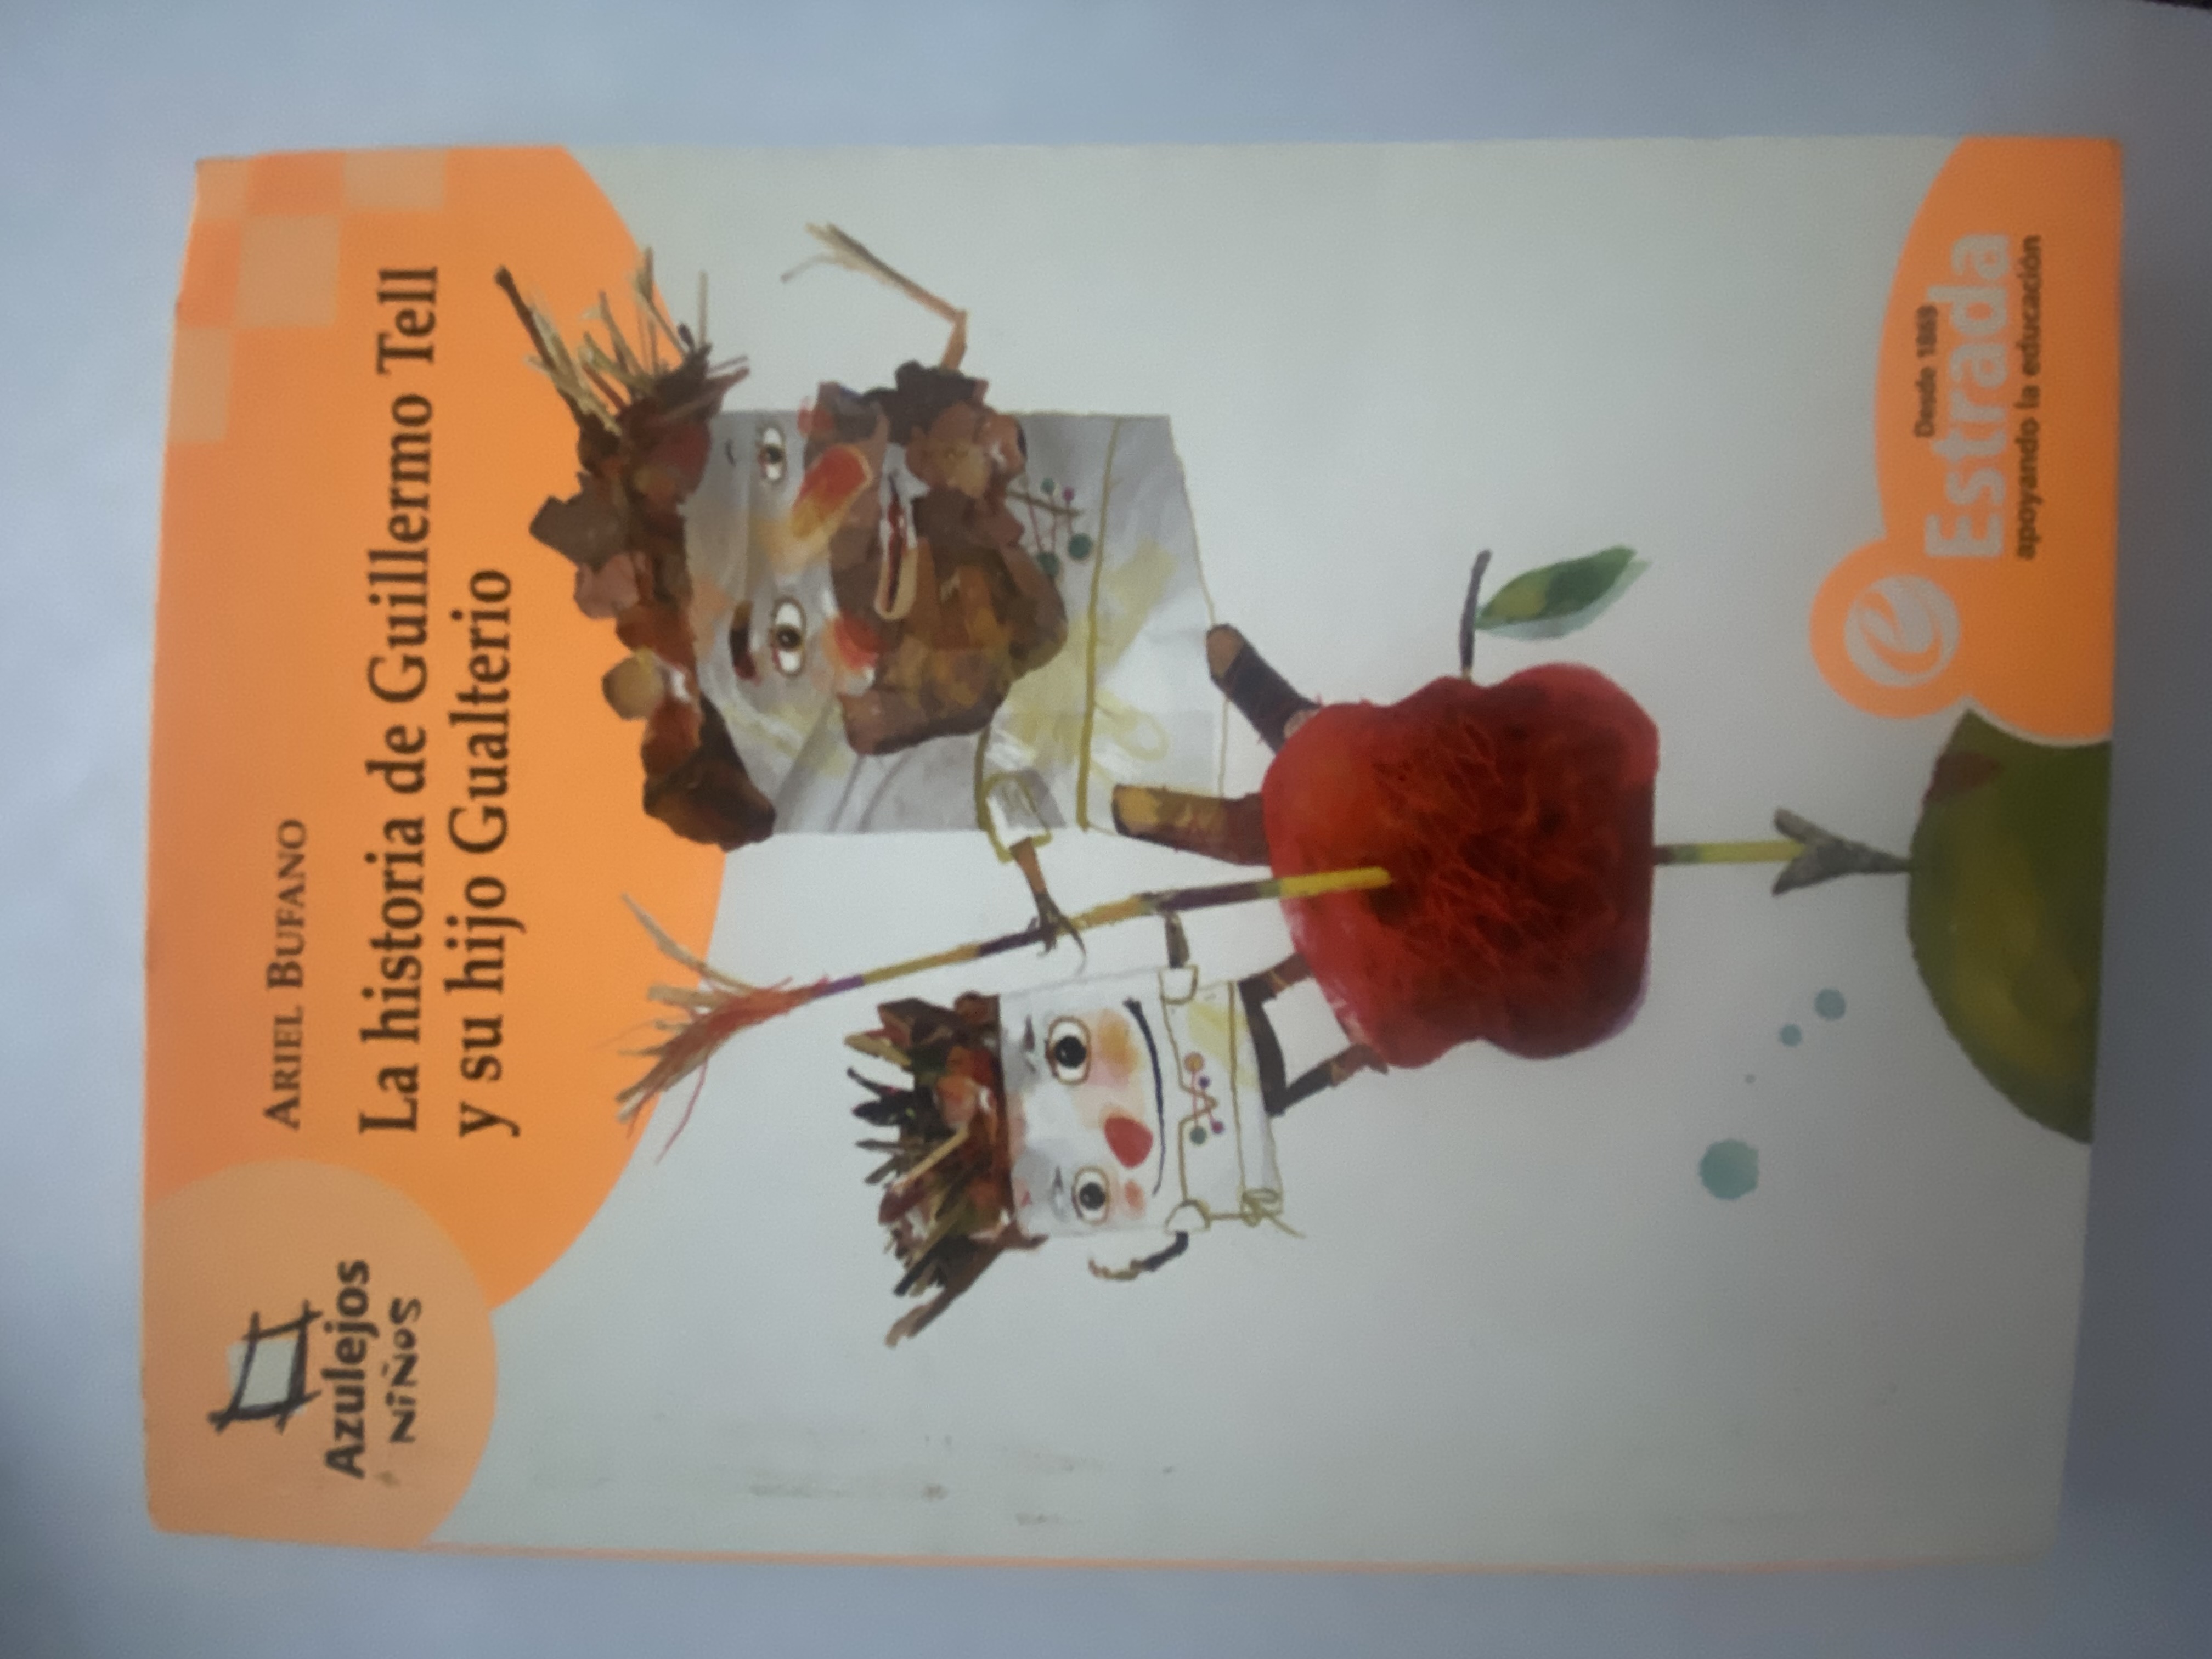 Azulejos
NiÑoS
ARIEL BUFANO
La historia de Guillermo Tell
y su hijo Gualterio
e
Desde 1869
Estrada
apoyando la educación